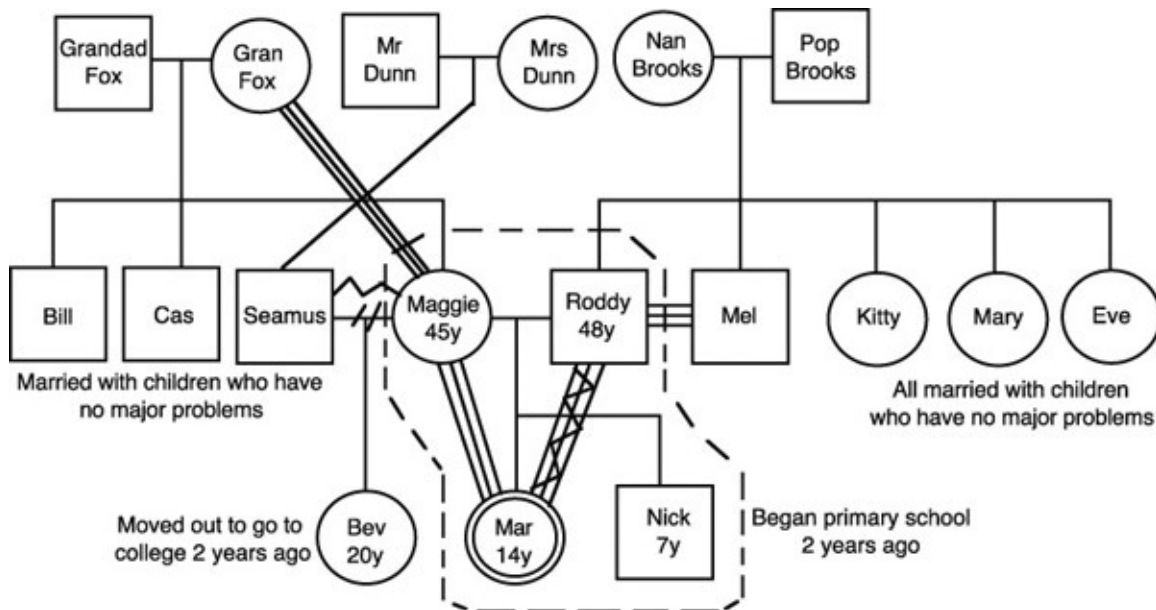 Grandad
Fox
Gran
Fox
Mr
Dunn
Mrs
Dunn
Nan
Brooks
Pop
Brooks
Bill
Cas
Seamus
Maggie
45y
Roddy
48y
Mel
Kitty
Mary
Eve
Married with children who have
no major problems
All married with children
who have no major problems
Moved out to go to
college 2 years ago
Bev
20y
Mar
14y
Nick
7y
Began primary school
2 years ago